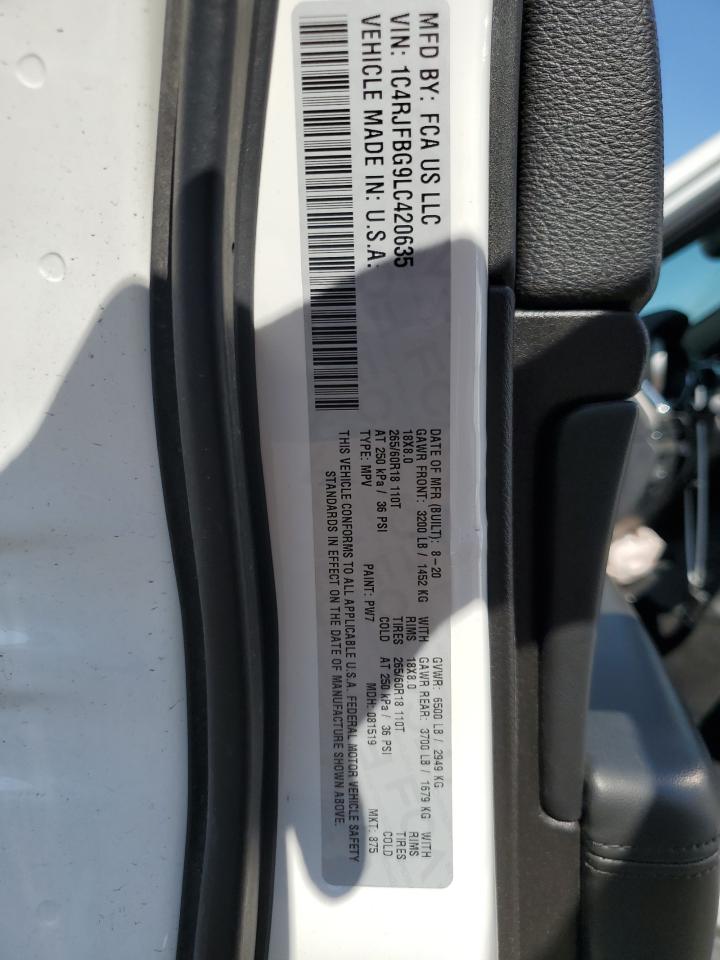 MFD BY: FCA US LLC
VIN: 1C4RJFBG9LC420635
VEHICLE MADE IN: U.S.A.
DATE OF MFR (BUILT): 8-20 GVWR: 6500 LB / 2949 KG
GAWR FRONT: 3200 LB / 1452 KG WITH GAWR REAR: 3700 LB / 1679 KG WITH
18X8.0 RIMS 18X8.0 RIMS
265/60R18 110T TIRES 265/60R18 110T TIRES
AT 250 kPa / 36 PSI COLD AT 250 kPa / 36 PSI COLD
TYPE: MPV PAINT: PW7 MDH: 081519 MKT: 875
THIS VEHICLE CONFORMS TO ALL APPLICABLE U.S.A. FEDERAL MOTOR VEHICLE SAFETY
STANDARDS IN EFFECT ON THE DATE OF MANUFACTURE SHOWN ABOVE.